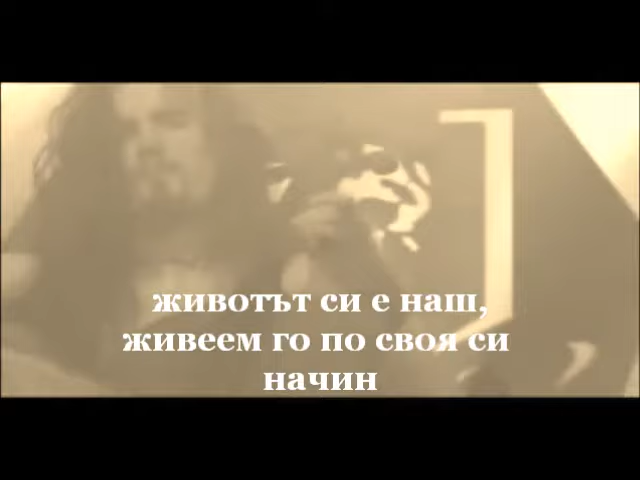 животът си е наш,
живеем го по своя си
начин